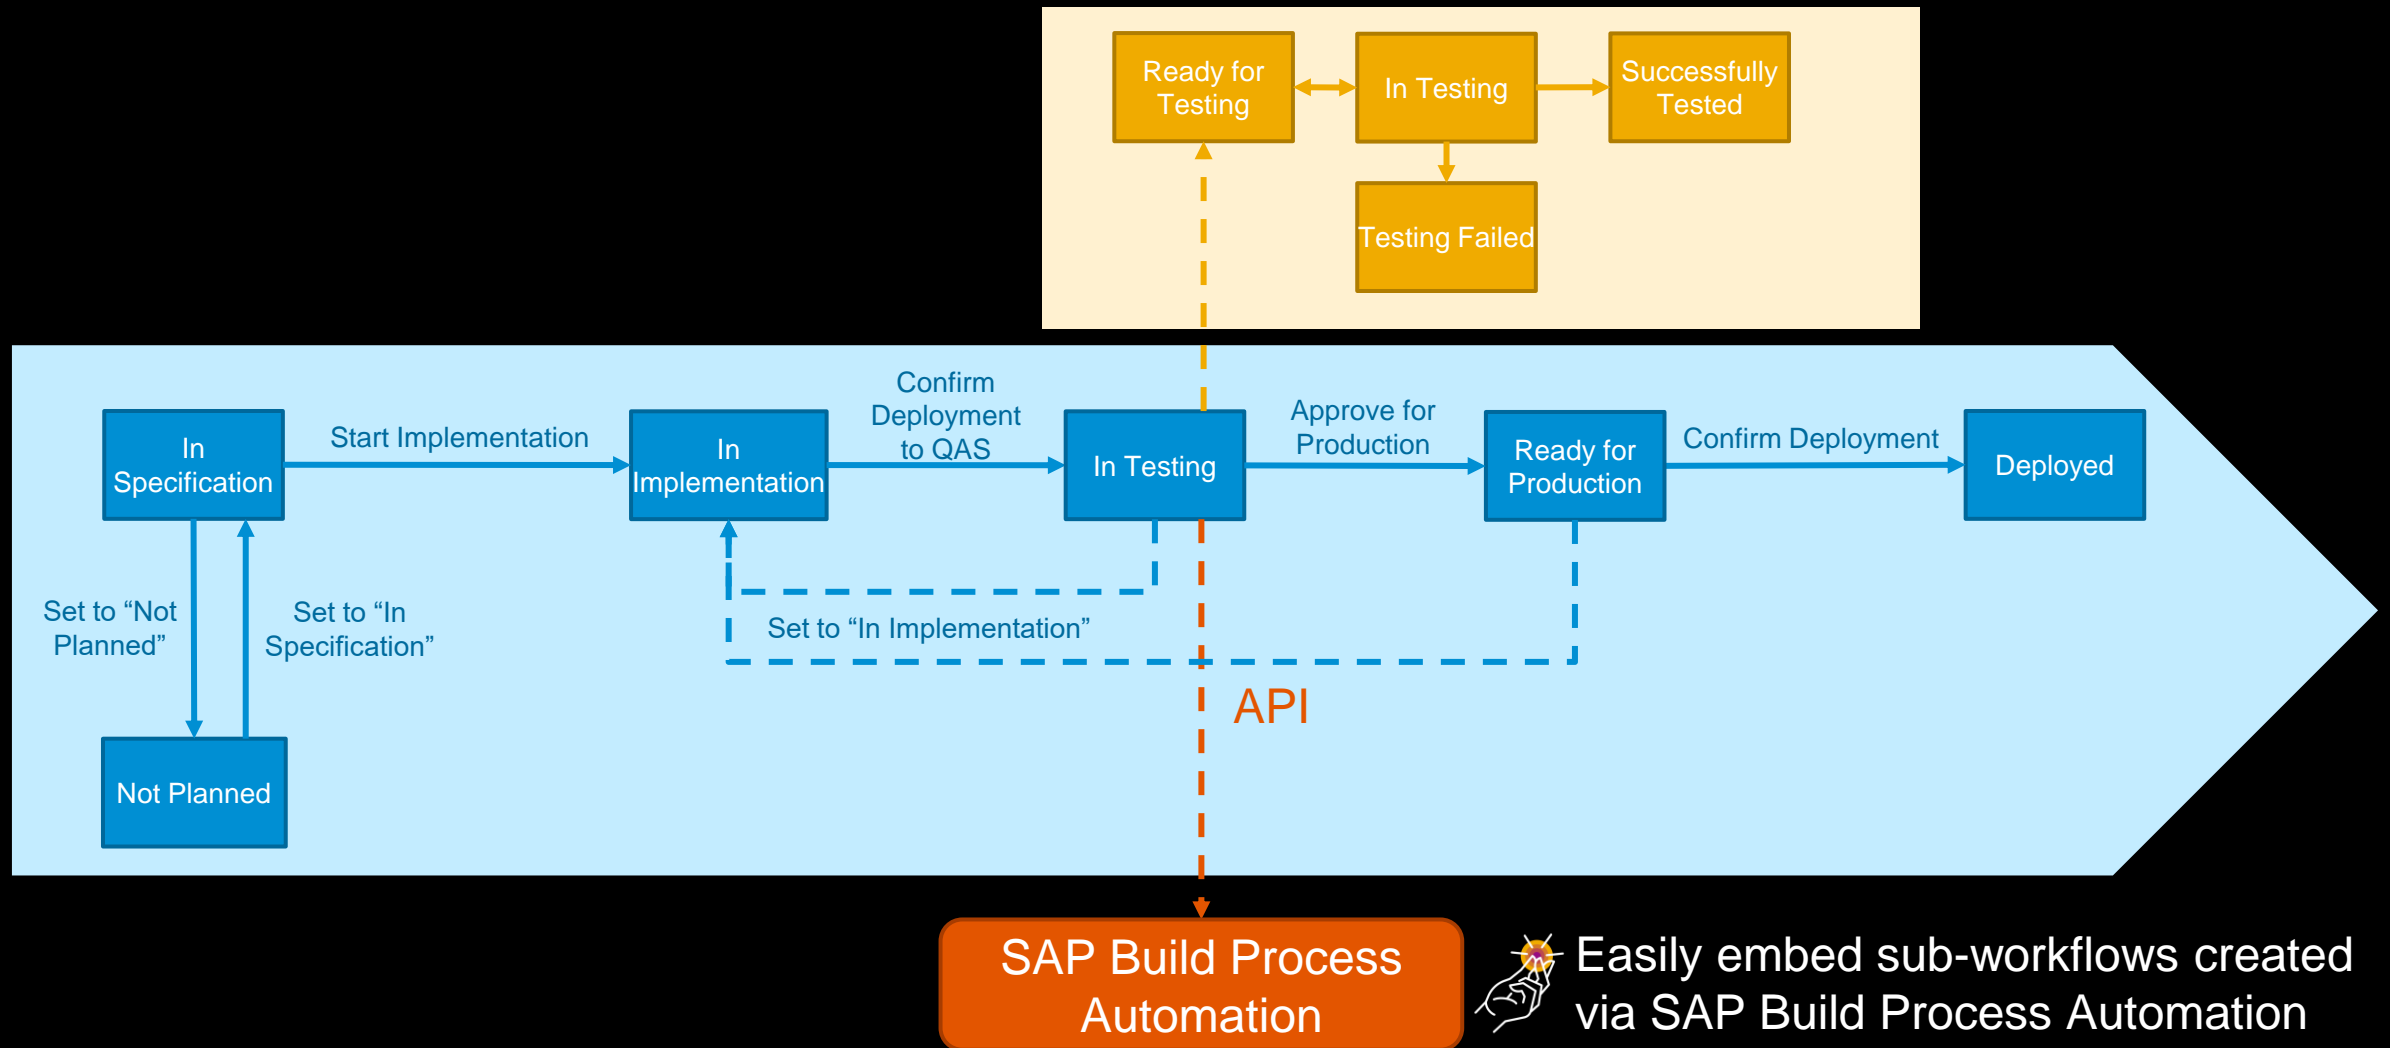 Ready for
Testing
In Testing
Successfully
Tested
Testing Failed
In
Specification
Start Implementation
In
Implementation
Confirm
Deployment
to QAS
In Testing
Approve for
Production
Ready for
Production
Confirm Deployment
Deployed
Set to “Not
Planned”
Set to “In
Specification”
Set to “In Implementation”
API
Not Planned
SAP Build Process
Automation
Easily embed sub-workflows created
via SAP Build Process Automation